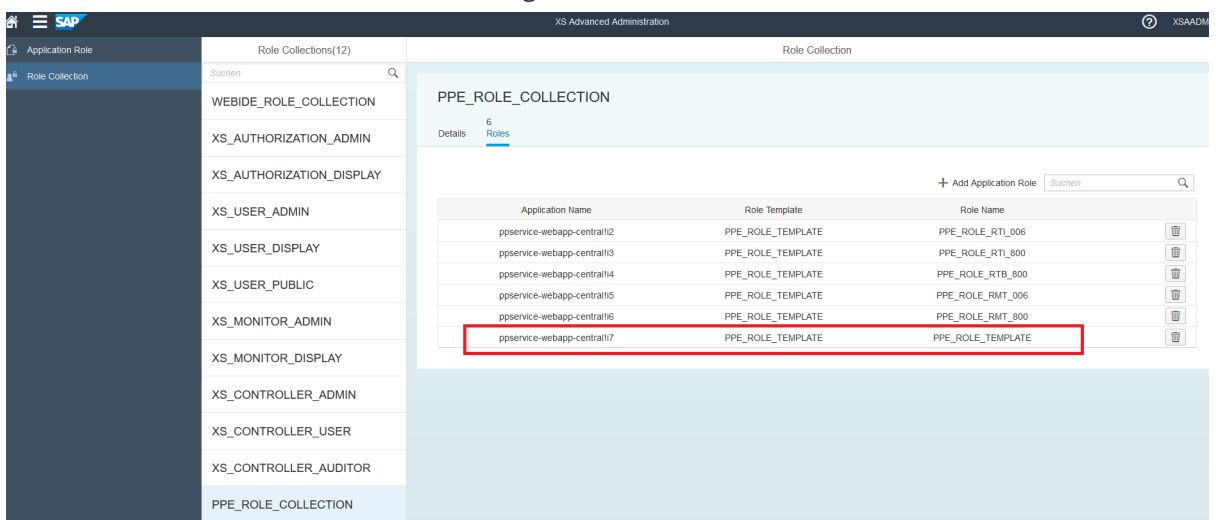 SAP
XS Advanced Administration
XSAADM
Application Role
Role Collection
Role Collections(12)
Suchen
WEBIDE_ROLE_COLLECTION
XS_AUTHORIZATION_ADMIN
XS_AUTHORIZATION_DISPLAY
XS_USER_ADMIN
XS_USER_DISPLAY
XS_USER_PUBLIC
XS_MONITOR_ADMIN
XS_MONITOR_DISPLAY
XS_CONTROLLER_ADMIN
XS_CONTROLLER_USER
XS_CONTROLLER_AUDITOR
PPE_ROLE_COLLECTION
Role Collection
PPE_ROLE_COLLECTION
6
Details Roles
+ Add Application Role Suchen
Application Name Role Template Role Name
ppservice-webapp-central!i2 PPE_ROLE_TEMPLATE PPE_ROLE_RTI_006
ppservice-webapp-central!i3 PPE_ROLE_TEMPLATE PPE_ROLE_RTI_800
ppservice-webapp-central!i4 PPE_ROLE_TEMPLATE PPE_ROLE_RTB_800
ppservice-webapp-central!i5 PPE_ROLE_TEMPLATE PPE_ROLE_RMT_006
ppservice-webapp-central!i6 PPE_ROLE_TEMPLATE PPE_ROLE_RMT_800
ppservice-webapp-central!i7 PPE_ROLE_TEMPLATE PPE_ROLE_TEMPLATE